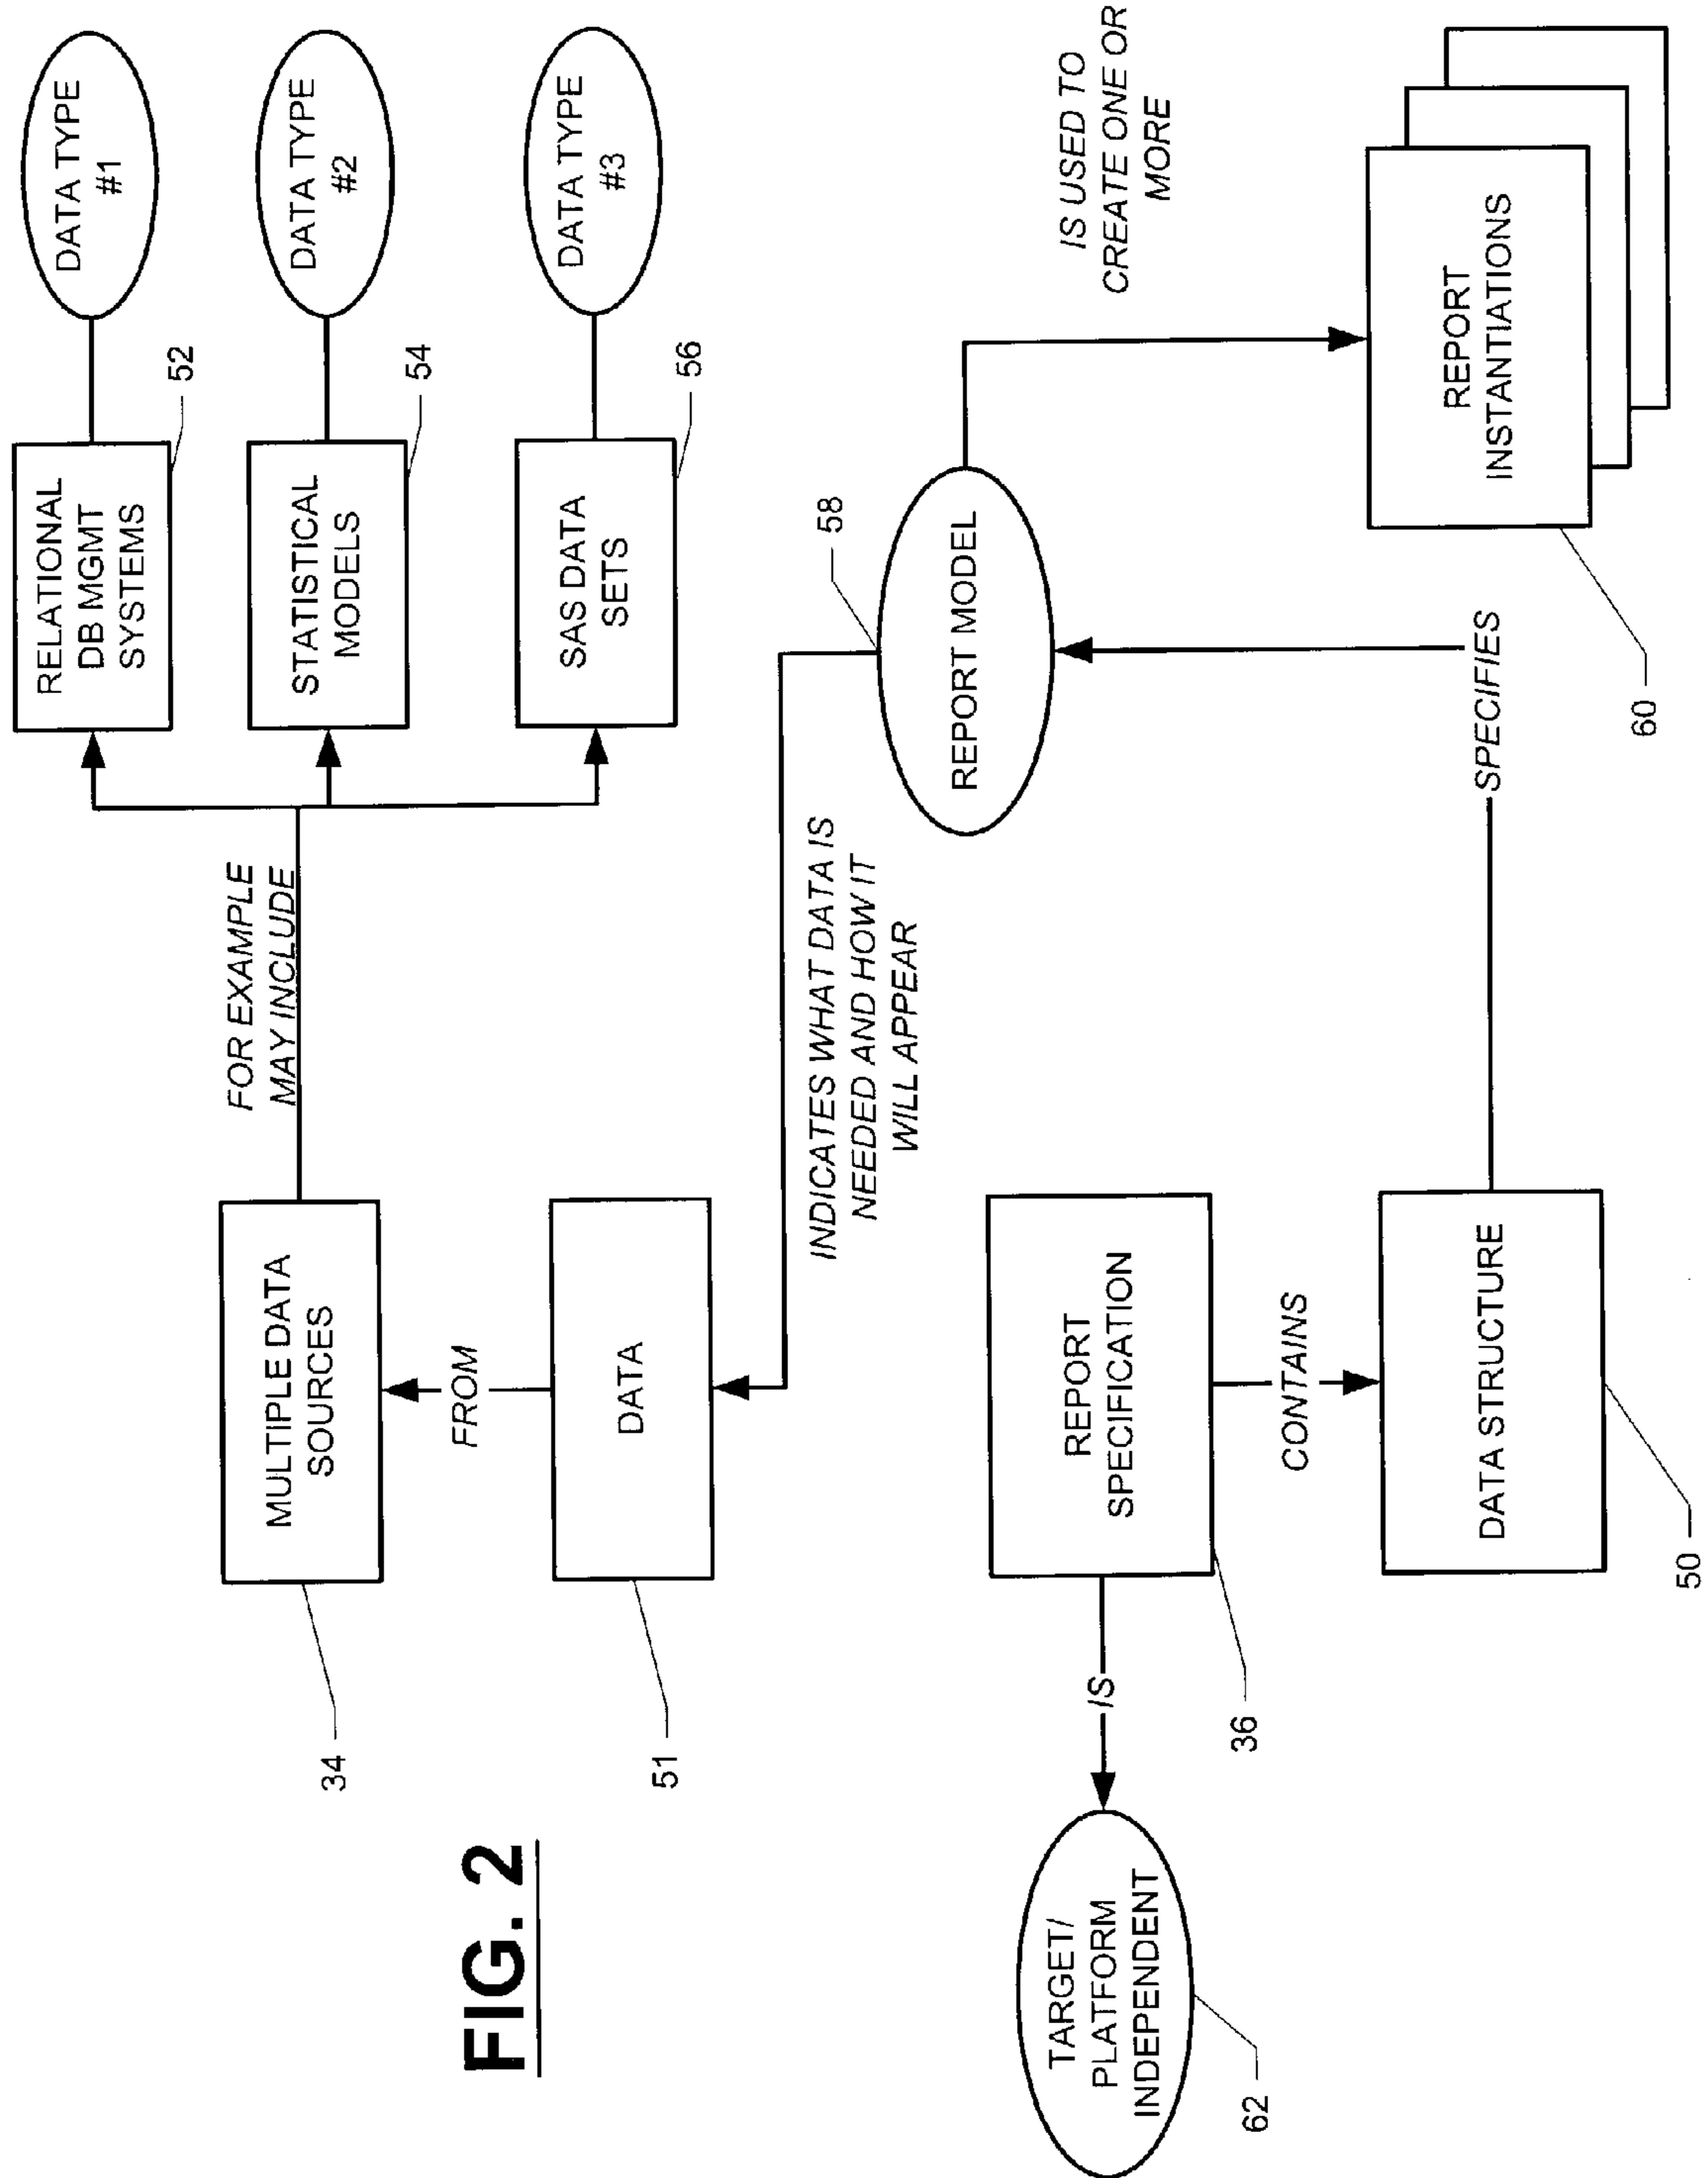 FIG. 2
34
MULTIPLE DATA
SOURCES
FOR EXAMPLE
MAY INCLUDE
RELATIONAL
DB MGMT
SYSTEMS
52
DATA TYPE
#1
STATISTICAL
MODELS
54
DATA TYPE
#2
SAS DATA
SETS
56
DATA TYPE
#3
FROM
51
DATA
INDICATES WHAT DATA IS
NEEDED AND HOW IT
WILL APPEAR
58
REPORT MODEL
IS USED TO
CREATE ONE OR
MORE
TARGET/
PLATFORM
INDEPENDENT
62
IS
REPORT
SPECIFICATION
36
CONTAINS
DATA STRUCTURE
50
SPECIFIES
REPORT
INSTANTIATIONS
60